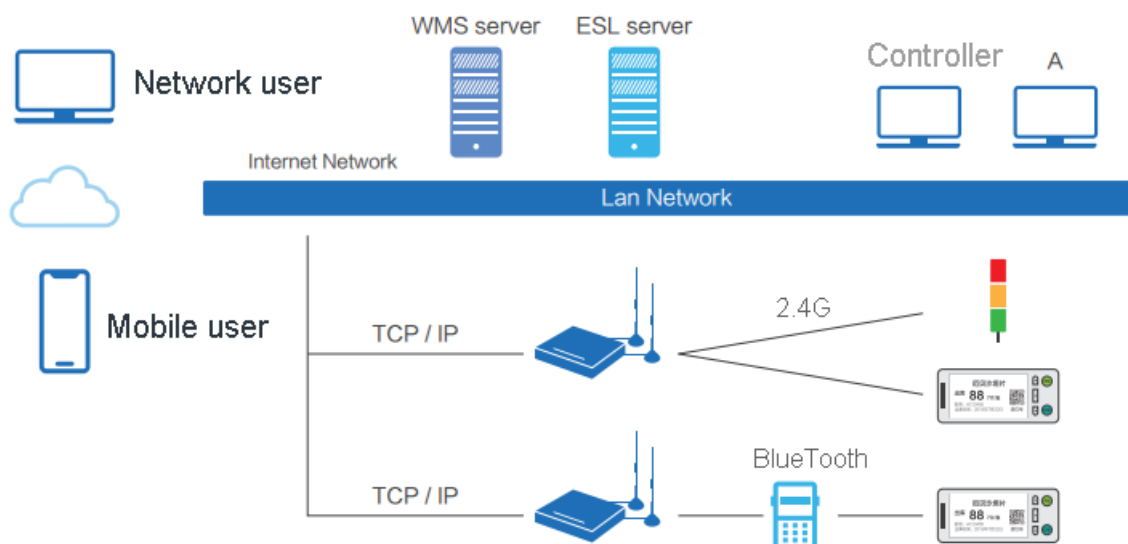 WMS server
ESL server
Controller
A
Network user
Internet Network
Lan Network
Mobile user
TCP / IP
2.4G
88
TCP / IP
BlueTooth
88